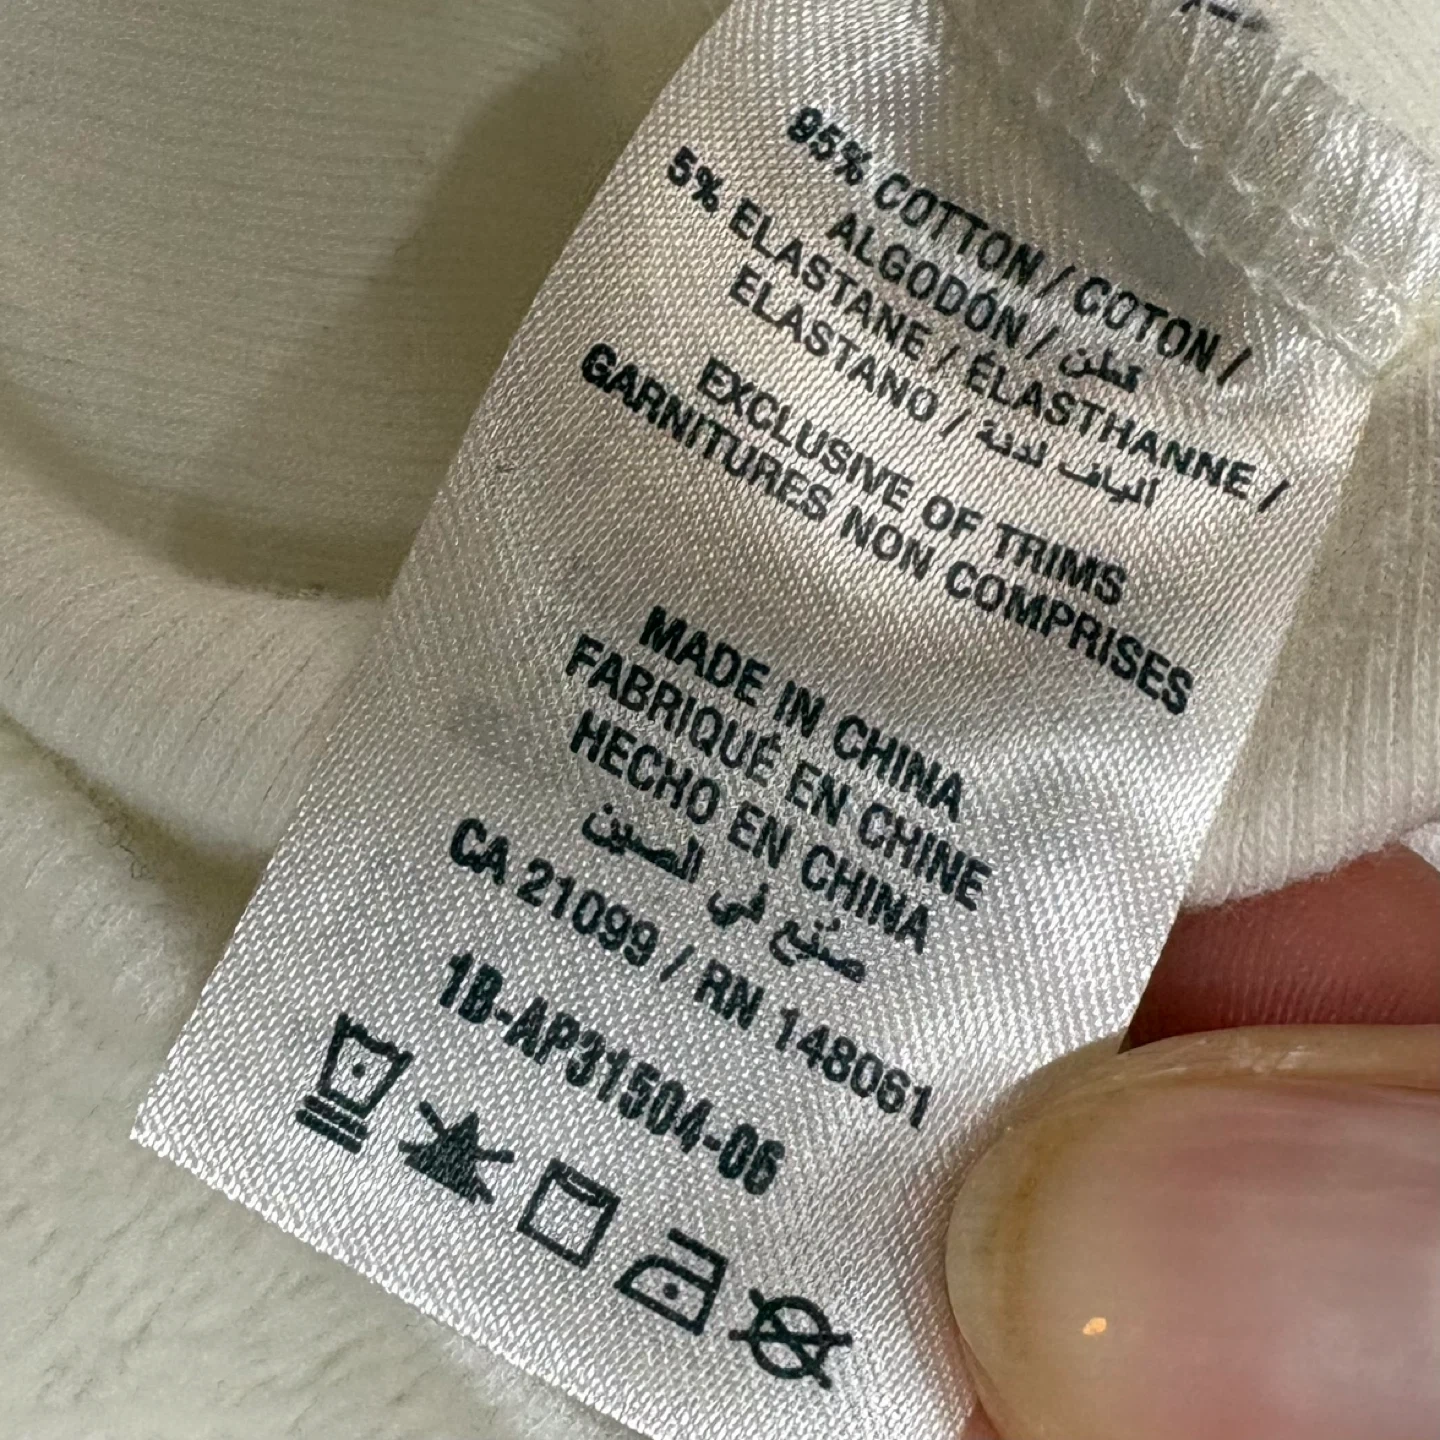 95% COTTON / COTON /
ALGODÓN / قطن
5% ELASTANE / ÉLASTHANNE /
ELASTANO / ألياف لدنة
EXCLUSIVE OF TRIMS
GARNITURES NON COMPRISES
MADE IN CHINA
FABRIQUÉ EN CHINE
HECHO EN CHINA
صنع في الصين
CA 21099 / RN 148061
1B-AP31504-06